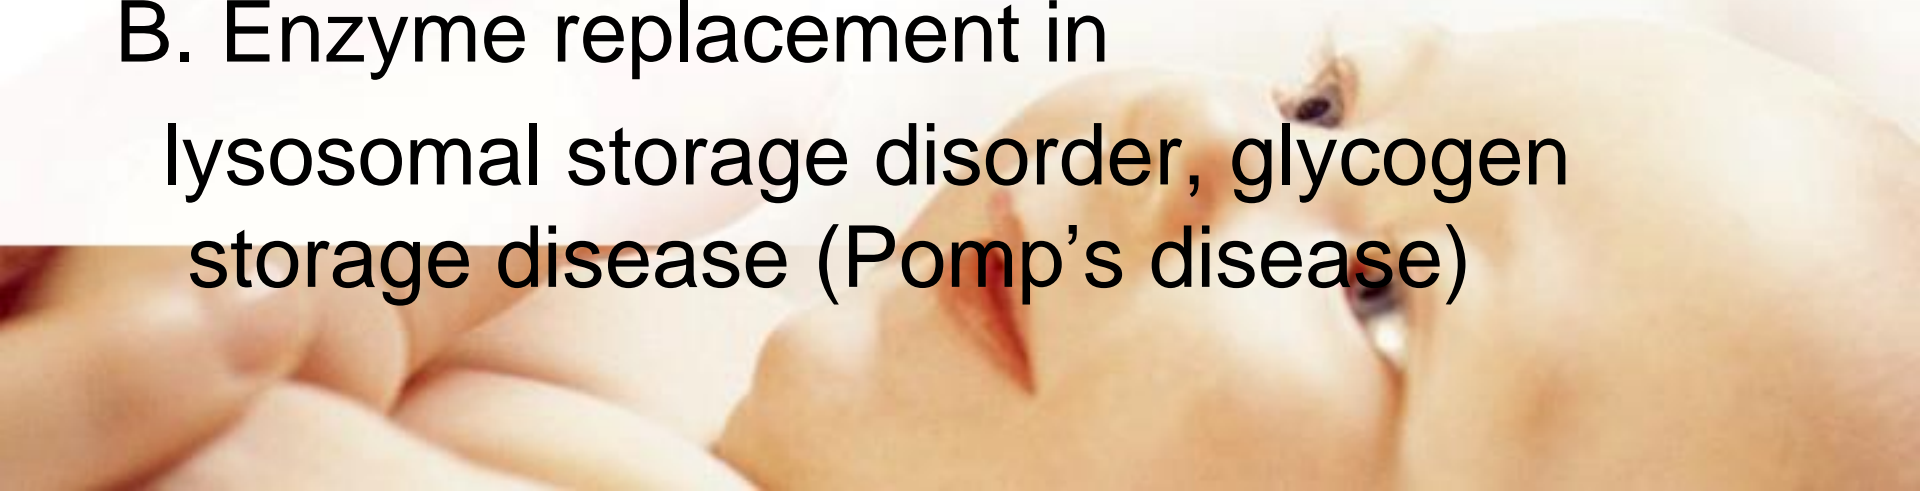 B. Enzyme replacement in
lysosomal storage disorder, glycogen
storage disease (Pomp’s disease)